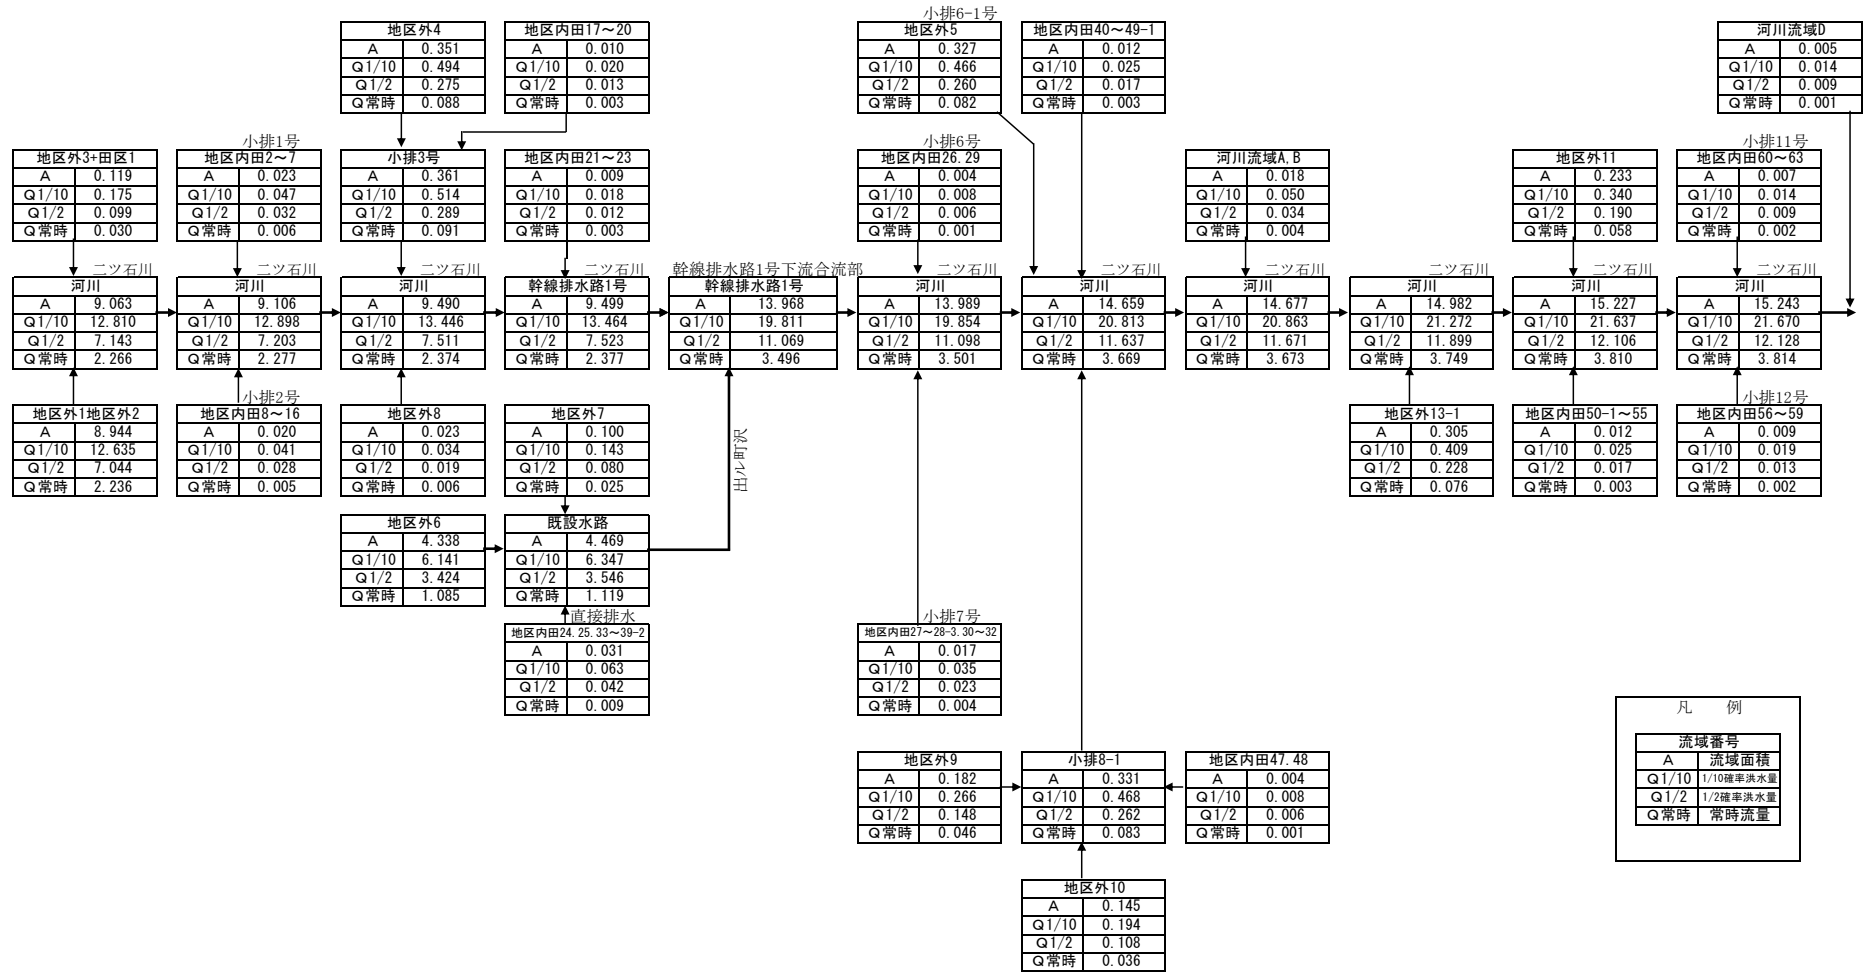 小排6-1号
地区外4
A 0.351
Q1/10 0.494
Q1/2 0.275
Q常時 0.088
地区内田17～20
A 0.010
Q1/10 0.020
Q1/2 0.013
Q常時 0.003
地区外5
A 0.327
Q1/10 0.466
Q1/2 0.260
Q常時 0.082
地区内田40～49-1
A 0.012
Q1/10 0.025
Q1/2 0.017
Q常時 0.003
河川流域D
A 0.005
Q1/10 0.014
Q1/2 0.009
Q常時 0.001
地区外3+田区1
A 0.119
Q1/10 0.175
Q1/2 0.099
Q常時 0.030
小排1号
地区内田2～7
A 0.023
Q1/10 0.047
Q1/2 0.032
Q常時 0.006
小排3号
A 0.361
Q1/10 0.514
Q1/2 0.289
Q常時 0.091
地区内田21～23
A 0.009
Q1/10 0.018
Q1/2 0.012
Q常時 0.003
小排6号
地区内田26.29
A 0.004
Q1/10 0.008
Q1/2 0.006
Q常時 0.001
河川流域A,B
A 0.018
Q1/10 0.050
Q1/2 0.034
Q常時 0.004
地区外11
A 0.233
Q1/10 0.340
Q1/2 0.190
Q常時 0.058
小排11号
地区内田60～63
A 0.007
Q1/10 0.014
Q1/2 0.009
Q常時 0.002
二ツ石川
河川
A 9.063
Q1/10 12.810
Q1/2 7.143
Q常時 2.266
二ツ石川
河川
A 9.106
Q1/10 12.898
Q1/2 7.203
Q常時 2.277
二ツ石川
河川
A 9.490
Q1/10 13.446
Q1/2 7.511
Q常時 2.374
二ツ石川
幹線排水路1号
A 9.499
Q1/10 13.464
Q1/2 7.523
Q常時 2.377
幹線排水路1号下流合流部
幹線排水路1号
A 13.968
Q1/10 19.811
Q1/2 11.069
Q常時 3.496
河川
A 13.989
Q1/10 19.854
Q1/2 11.098
Q常時 3.501
二ツ石川
河川
A 14.659
Q1/10 20.813
Q1/2 11.637
Q常時 3.669
二ツ石川
河川
A 14.677
Q1/10 20.863
Q1/2 11.671
Q常時 3.673
二ツ石川
河川
A 14.982
Q1/10 21.272
Q1/2 11.899
Q常時 3.749
二ツ石川
河川
A 15.227
Q1/10 21.637
Q1/2 12.106
Q常時 3.810
二ツ石川
河川
A 15.243
Q1/10 21.670
Q1/2 12.128
Q常時 3.814
地区外1地区外2
A 8.944
Q1/10 12.635
Q1/2 7.044
Q常時 2.236
小排2号
地区内田8～16
A 0.020
Q1/10 0.041
Q1/2 0.028
Q常時 0.005
地区外8
A 0.023
Q1/10 0.034
Q1/2 0.019
Q常時 0.006
地区外7
A 0.100
Q1/10 0.143
Q1/2 0.080
Q常時 0.025
出ル町沢
地区外13-1
A 0.305
Q1/10 0.409
Q1/2 0.228
Q常時 0.076
地区内田50-1～55
A 0.012
Q1/10 0.025
Q1/2 0.017
Q常時 0.003
小排12号
地区内田56～59
A 0.009
Q1/10 0.019
Q1/2 0.013
Q常時 0.002
地区外6
A 4.338
Q1/10 6.141
Q1/2 3.424
Q常時 1.085
既設水路
A 4.469
Q1/10 6.347
Q1/2 3.546
Q常時 1.119
直接排水
地区内田24.25.33～39-2
A 0.031
Q1/10 0.063
Q1/2 0.042
Q常時 0.009
小排7号
地区内田27～28-3.30～32
A 0.017
Q1/10 0.035
Q1/2 0.023
Q常時 0.004
地区外9
A 0.182
Q1/10 0.266
Q1/2 0.148
Q常時 0.046
小排8-1
A 0.331
Q1/10 0.468
Q1/2 0.262
Q常時 0.083
地区内田47.48
A 0.004
Q1/10 0.008
Q1/2 0.006
Q常時 0.001
地区外10
A 0.145
Q1/10 0.194
Q1/2 0.108
Q常時 0.036
凡 例
流域番号
A 流域面積
Q1/10 1/10確率洪水量
Q1/2 1/2確率洪水量
Q常時 常時流量